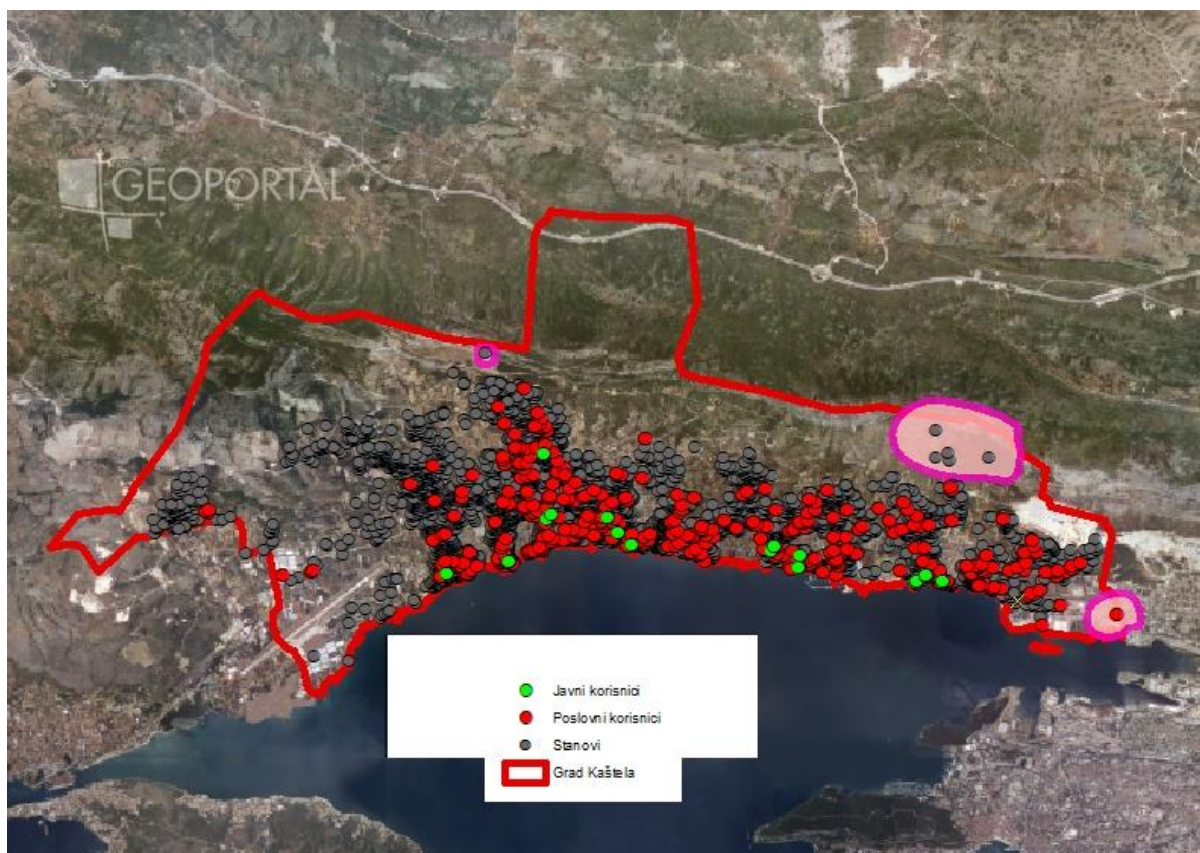 GEOPORTAL
Javni korisnici
Poslovni korisnici
Stanovi
Grad Kaštela